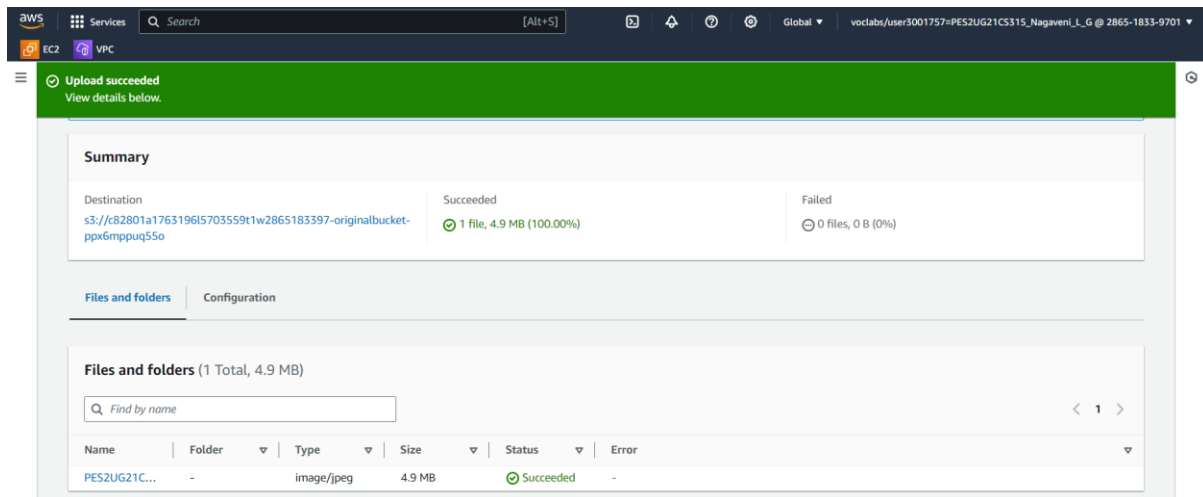 aws Services Search [Alt+S] Global ▼ voclabs/user3001757=PES2UG21CS315_Nagaveni_L_G @ 2865-1833-9701 ▼
EC2 VPC
Upload succeeded
View details below.
Summary
Destination Succeeded Failed
s3://c82801a1763196l5703559t1w2865183397-originalbucket- 1 file, 4.9 MB (100.00%) 0 files, 0 B (0%)
ppx6mppuq55o
Files and folders Configuration
Files and folders (1 Total, 4.9 MB)
Find by name < 1 >
Name Folder Type Size Status Error
PES2UG21C... - image/jpeg 4.9 MB Succeeded -